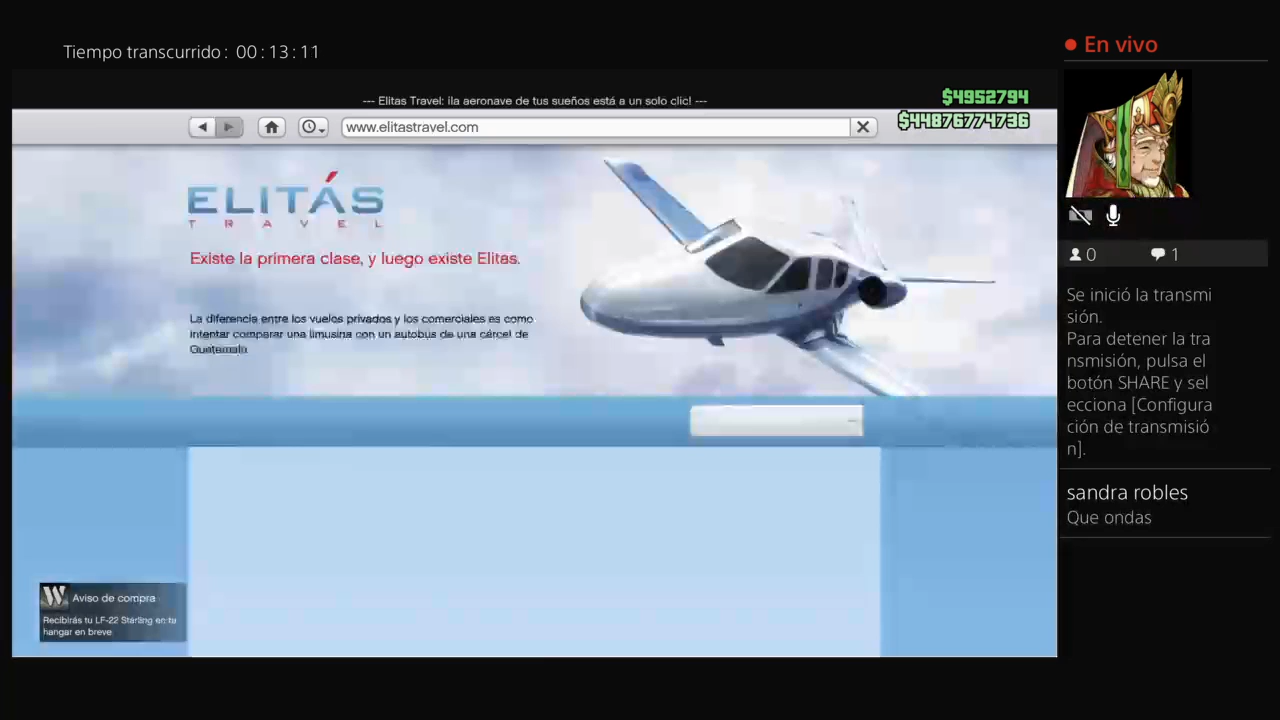 Tiempo transcurrido: 00:13:11
En vivo
--- Elitas Travel: ¡la aeronave de tus sueños está a un solo clic! ---
$4952794
$44876774736
www.elitastravel.com
ELITÁS
TRAVEL
Existe la primera clase, y luego existe Elitas.
La diferencia entre los vuelos privados y los comerciales es como
intentar comparar una limusina con un autobus de una cárcel de
Guatemala
0 1
Se inició la transmi
sión.
Para detener la tra
nsmisión, pulsa el
botón SHARE y sel
ecciona [Configura
ción de transmisió
n].
sandra robles
Que ondas
Aviso de compra
Recibirás tu LF-22 Starling en tu
hangar en breve